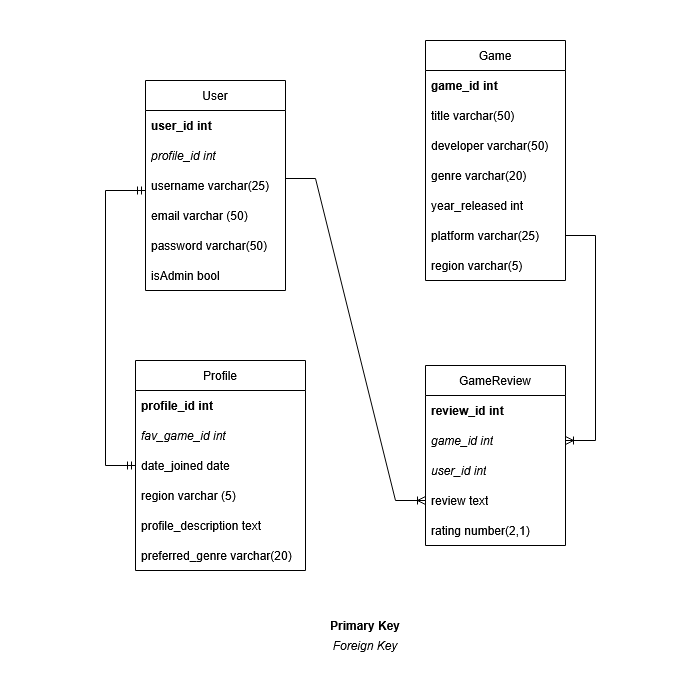 User
user_id int
profile_id int
username varchar(25)
email varchar (50)
password varchar(50)
isAdmin bool
Game
game_id int
title varchar(50)
developer varchar(50)
genre varchar(20)
year_released int
platform varchar(25)
region varchar(5)
Profile
profile_id int
fav_game_id int
date_joined date
region varchar (5)
profile_description text
preferred_genre varchar(20)
GameReview
review_id int
game_id int
user_id int
review text
rating number(2,1)
Primary Key
Foreign Key